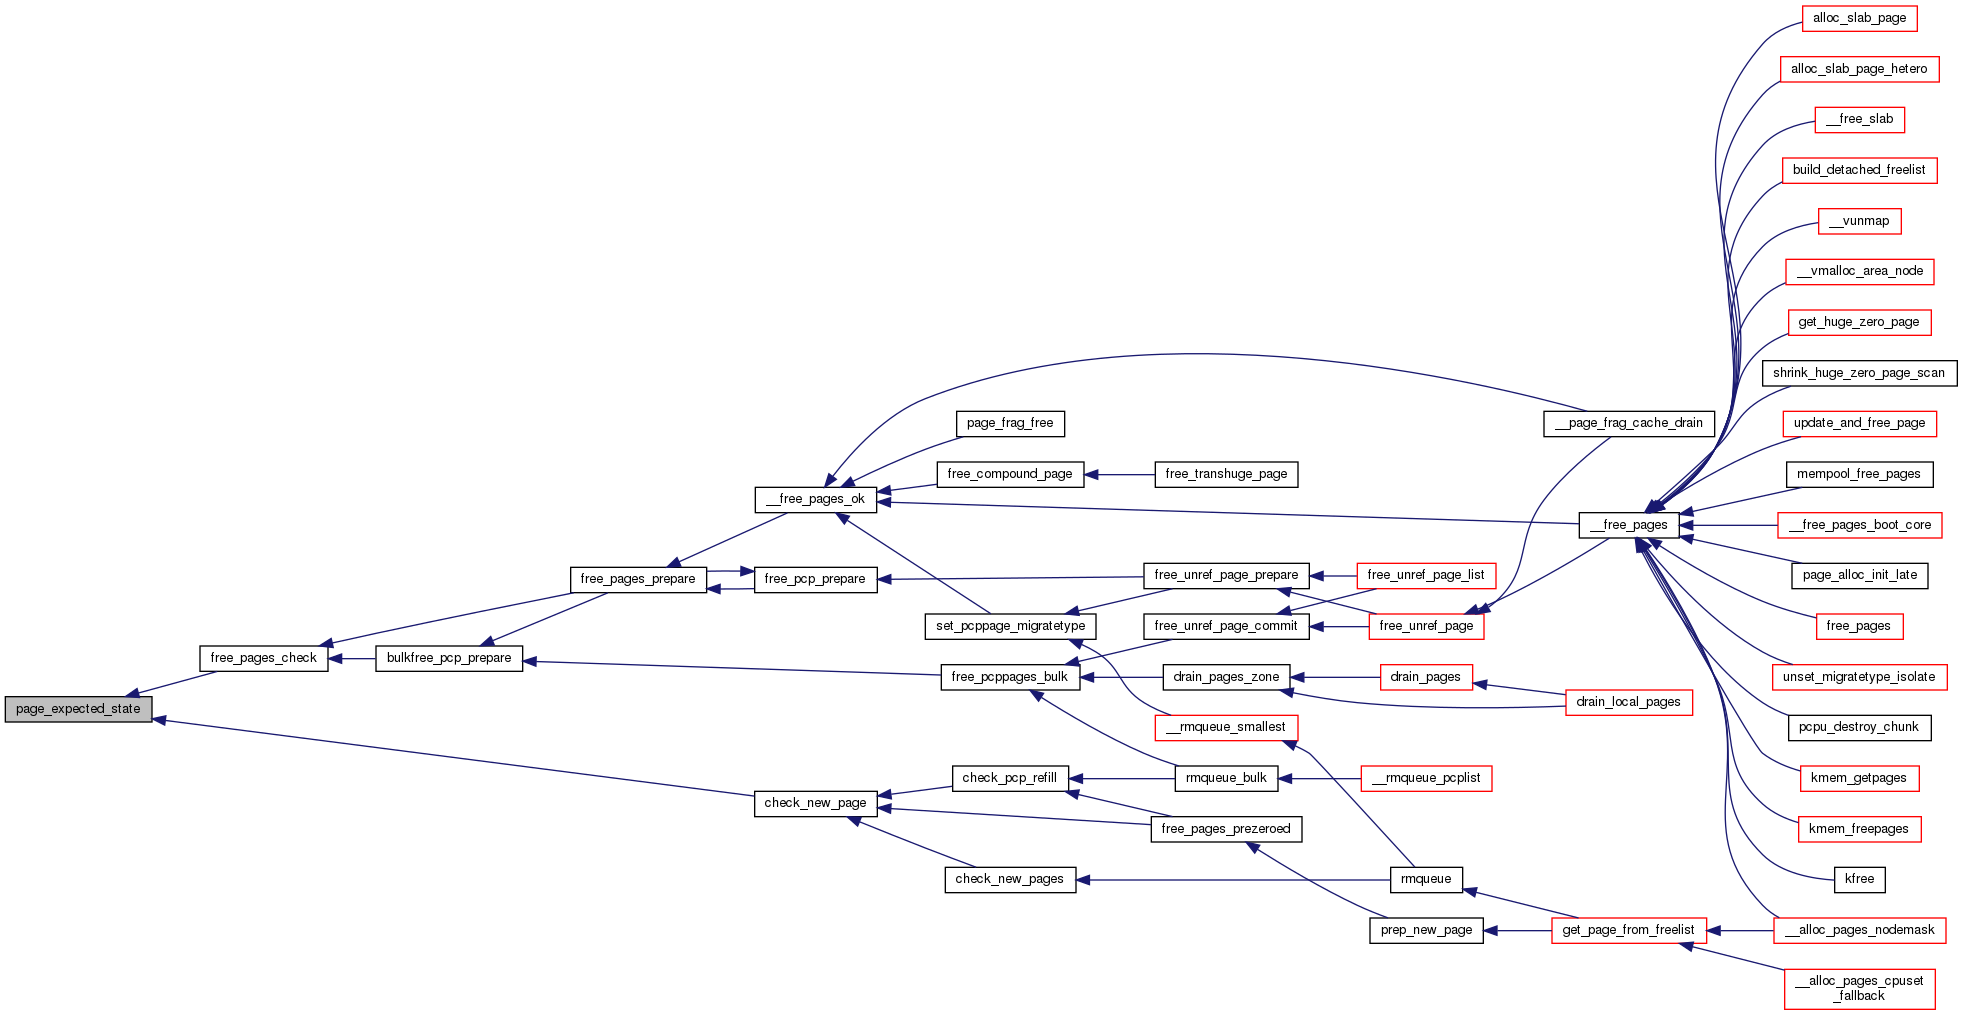 alloc_slab_page
alloc_slab_page_hetero
__free_slab
build_detached_freelist
__vunmap
__vmalloc_area_node
get_huge_zero_page
shrink_huge_zero_page_scan
update_and_free_page
page_frag_free
__page_frag_cache_drain
mempool_free_pages
free_compound_page
free_transhuge_page
__free_pages_ok
__free_pages
__free_pages_boot_core
page_alloc_init_late
free_pages_prepare
free_pcp_prepare
free_unref_page_prepare
free_unref_page_list
set_pcppage_migratetype
free_unref_page_commit
free_unref_page
free_pages
free_pages_check
bulkfree_pcp_prepare
free_pcppages_bulk
drain_pages_zone
drain_pages
unset_migratetype_isolate
drain_local_pages
page_expected_state
__rmqueue_smallest
pcpu_destroy_chunk
check_pcp_refill
rmqueue_bulk
__rmqueue_pcplist
kmem_getpages
check_new_page
free_pages_prezeroed
kmem_freepages
check_new_pages
rmqueue
kfree
prep_new_page
get_page_from_freelist
__alloc_pages_nodemask
__alloc_pages_cpuset
_fallback